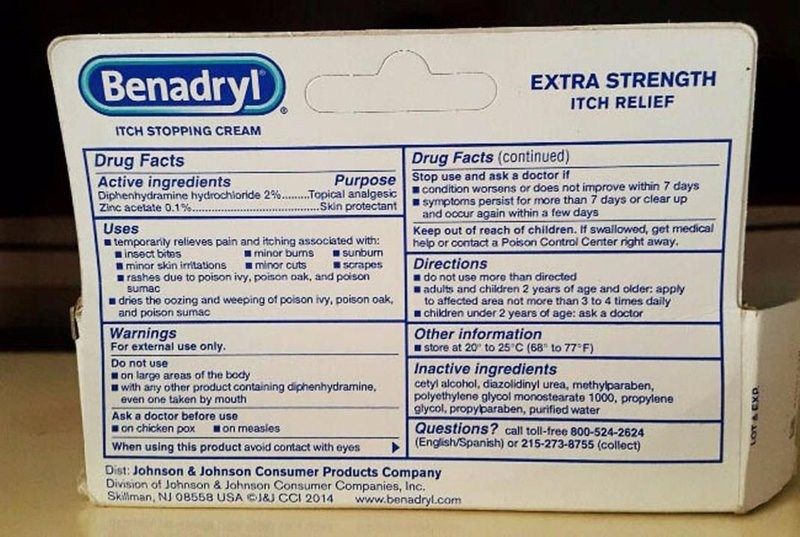 Benadryl®
ITCH STOPPING CREAM
EXTRA STRENGTH
ITCH RELIEF
Drug Facts
Active ingredients Purpose
Diphenhydramine hydrochloride 2%.........Topical analgesic
Zinc acetate 0.1%..............................Skin protectant
Uses
■ temporarily relieves pain and itching associated with:
■ insect bites ■ minor burns ■ sunburn
■ minor skin irritations ■ minor cuts ■ scrapes
■ rashes due to poison ivy, poison oak, and poison
sumac
■ dries the oozing and weeping of poison ivy, poison oak,
and poison sumac
Warnings
For external use only.
Do not use
■ on large areas of the body
■ with any other product containing diphenhydramine,
even one taken by mouth
Ask a doctor before use
■ on chicken pox ■ on measles
When using this product avoid contact with eyes
Drug Facts (continued)
Stop use and ask a doctor if
■ condition worsens or does not improve within 7 days
■ symptoms persist for more than 7 days or clear up
and occur again within a few days
Keep out of reach of children. If swallowed, get medical
help or contact a Poison Control Center right away.
Directions
■ do not use more than directed
■ adults and children 2 years of age and older: apply
to affected area not more than 3 to 4 times daily
■ children under 2 years of age: ask a doctor
Other information
■ store at 20° to 25°C (68° to 77°F)
Inactive ingredients
cetyl alcohol, diazolidinyl urea, methylparaben,
polyethylene glycol monostearate 1000, propylene
glycol, propylparaben, purified water
Questions? call toll-free 800-524-2624
(English/Spanish) or 215-273-8755 (collect)
Dist: Johnson & Johnson Consumer Products Company
Division of Johnson & Johnson Consumer Companies, Inc.
Skillman, NJ 08558 USA ©J&J CCI 2014 www.benadryl.com
LOT & EXP.